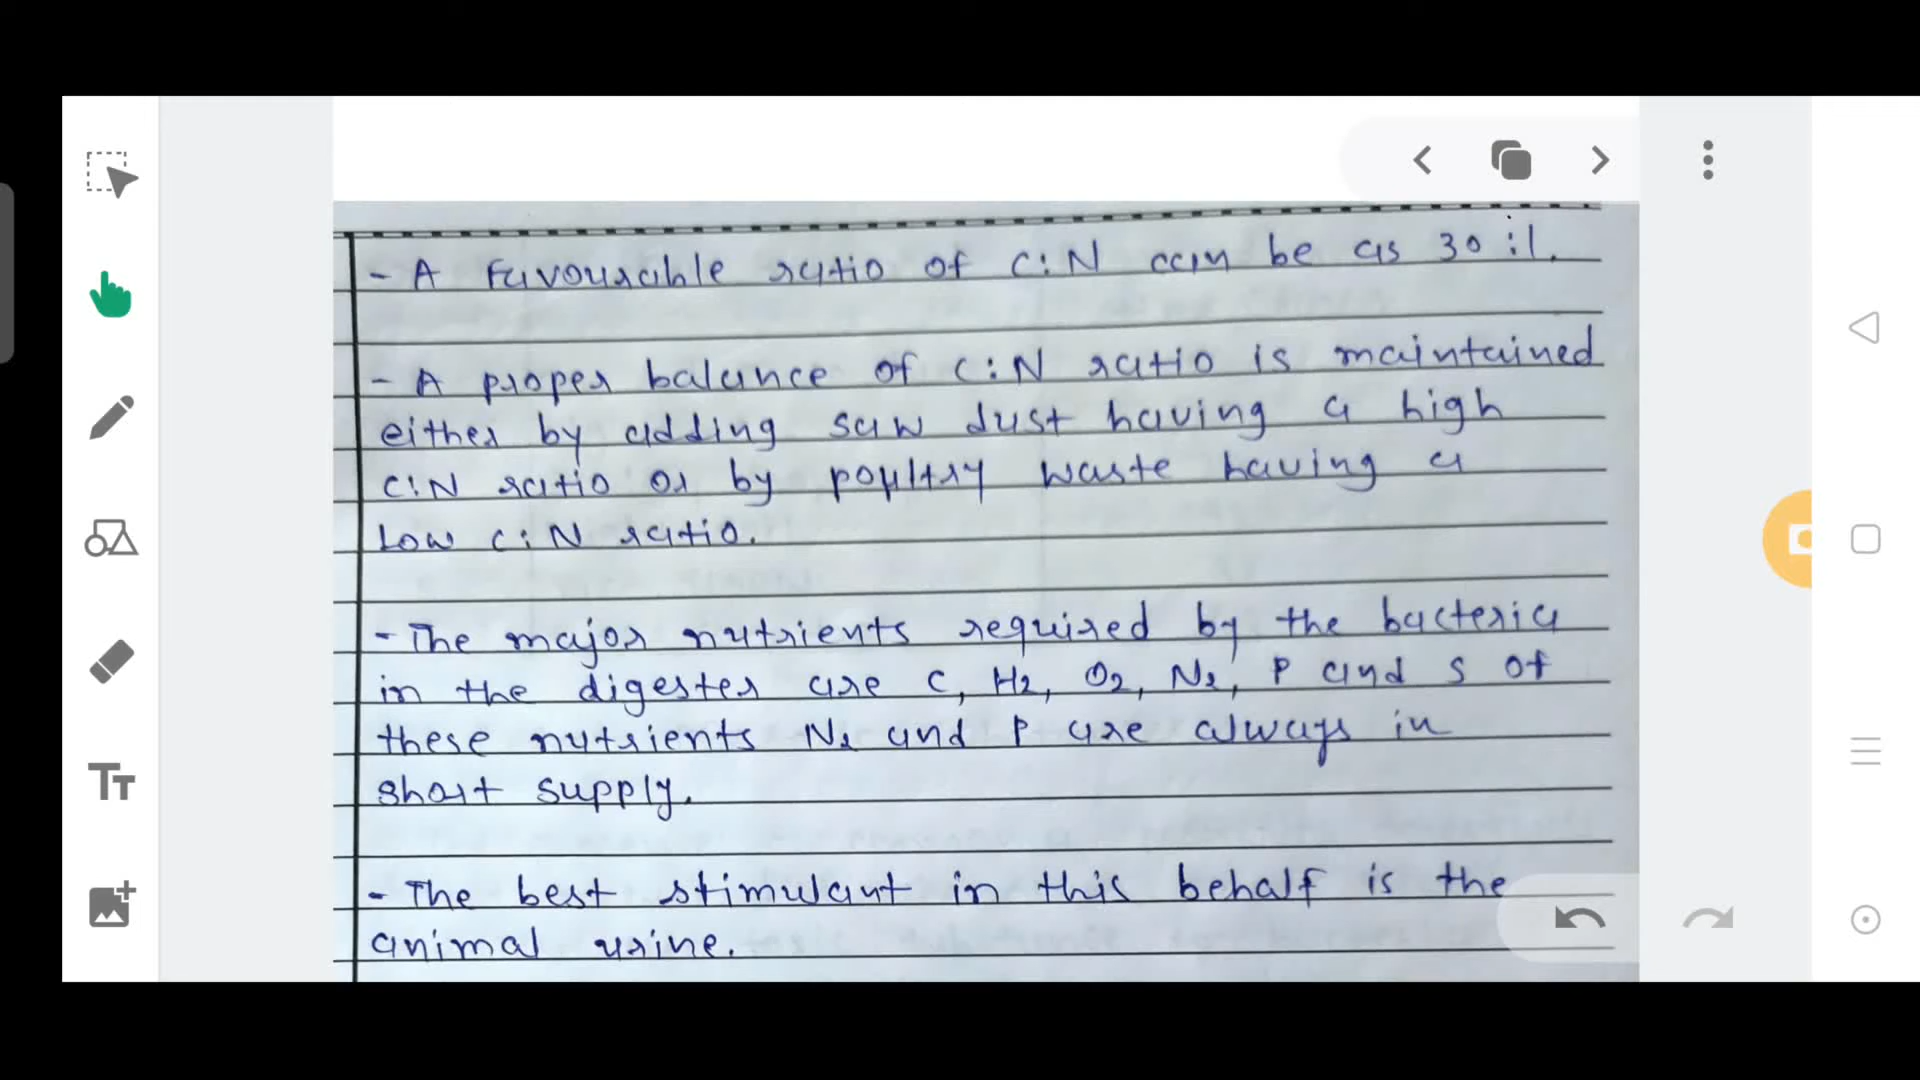 - A favourable ratio of C:N can be as 30:1.
- A proper balance of C:N ratio is maintained
either by adding saw dust having a high
C:N ratio or by poultry waste having a
Low C:N ratio.
- The major nutrients required by the bacteria
in the digester are C, H2, O2, N2, P and S of
these nutrients N2 and P are always in
short supply.
- The best stimulant in this behalf is the
animal urine.
TT